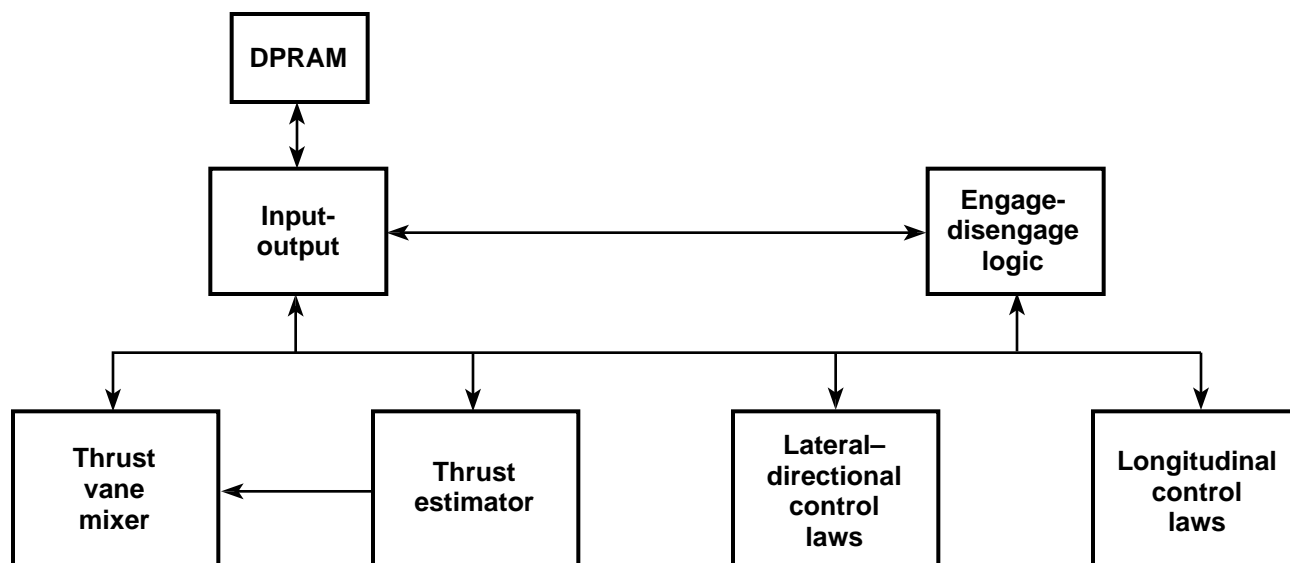 DPRAM
Input-
output
Engage-
disengage
logic
Thrust
vane
mixer
Thrust
estimator
Lateral–
directional
control
laws
Longitudinal
control
laws